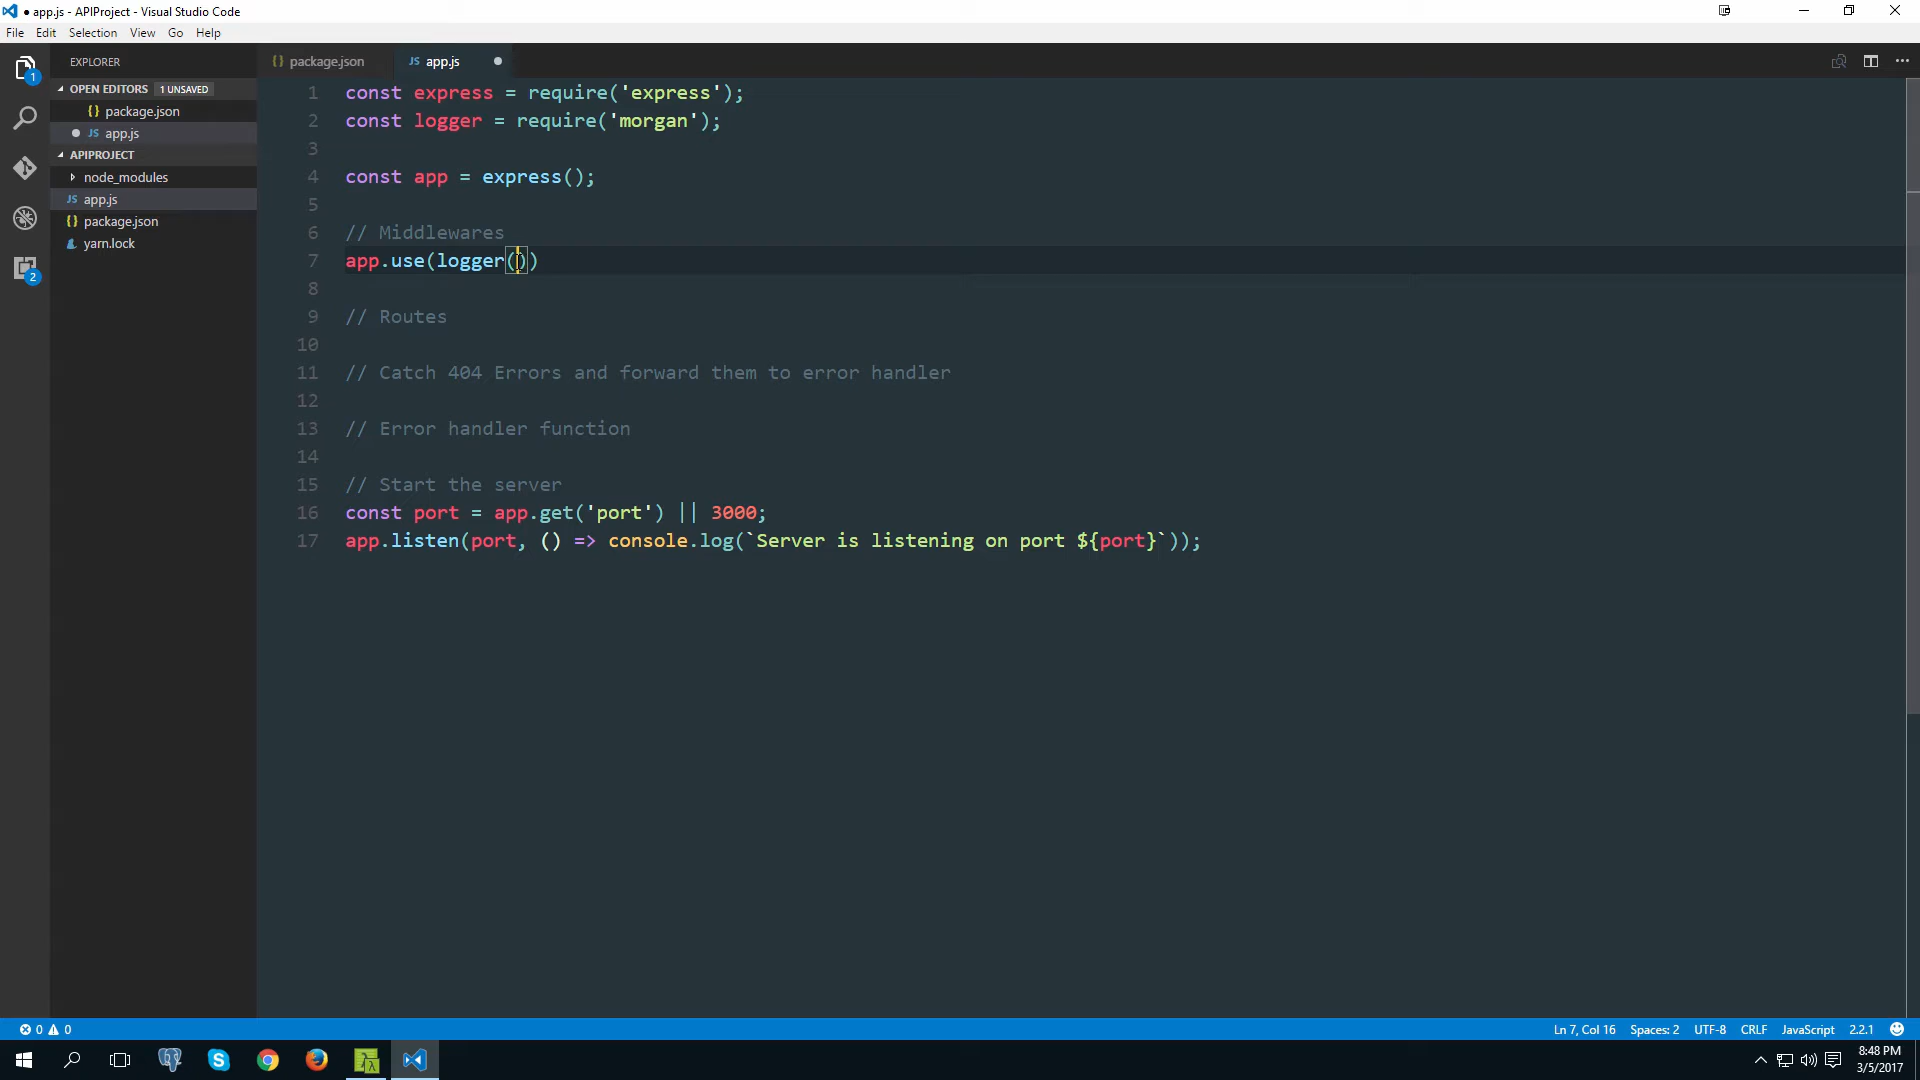 ● app.js - APIProject - Visual Studio Code
File Edit Selection View Go Help
EXPLORER
OPEN EDITORS 1 UNSAVED
{} package.json
● JS app.js
APIPROJECT
node_modules
JS app.js
{} package.json
yarn.lock
1
2
{} package.json JS app.js ●
1 const express = require('express');
2 const logger = require('morgan');
3
4 const app = express();
5
6 // Middlewares
7 app.use(logger())
8
9 // Routes
10
11 // Catch 404 Errors and forward them to error handler
12
13 // Error handler function
14
15 // Start the server
16 const port = app.get('port') || 3000;
17 app.listen(port, () => console.log(`Server is listening on port ${port}`));
0 0 Ln 7, Col 16 Spaces: 2 UTF-8 CRLF JavaScript 2.2.1
8:48 PM
3/5/2017